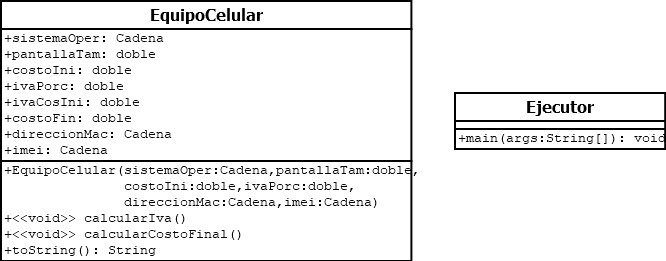 EquipoCelular
+sistemaOper: Cadena
+pantallaTam: doble
+costoIni: doble
+ivaPorc: doble
+ivaCosIni: doble
+costoFin: doble
+direccionMac: Cadena
+imei: Cadena
+EquipoCelular(sistemaOper:Cadena,pantallaTam:doble,
costoIni:doble,ivaPorc:doble,
direccionMac:Cadena,imei:Cadena)
+<<void>> calcularIva()
+<<void>> calcularCostoFinal()
+toString(): String
Ejecutor
+main(args:String[]): void